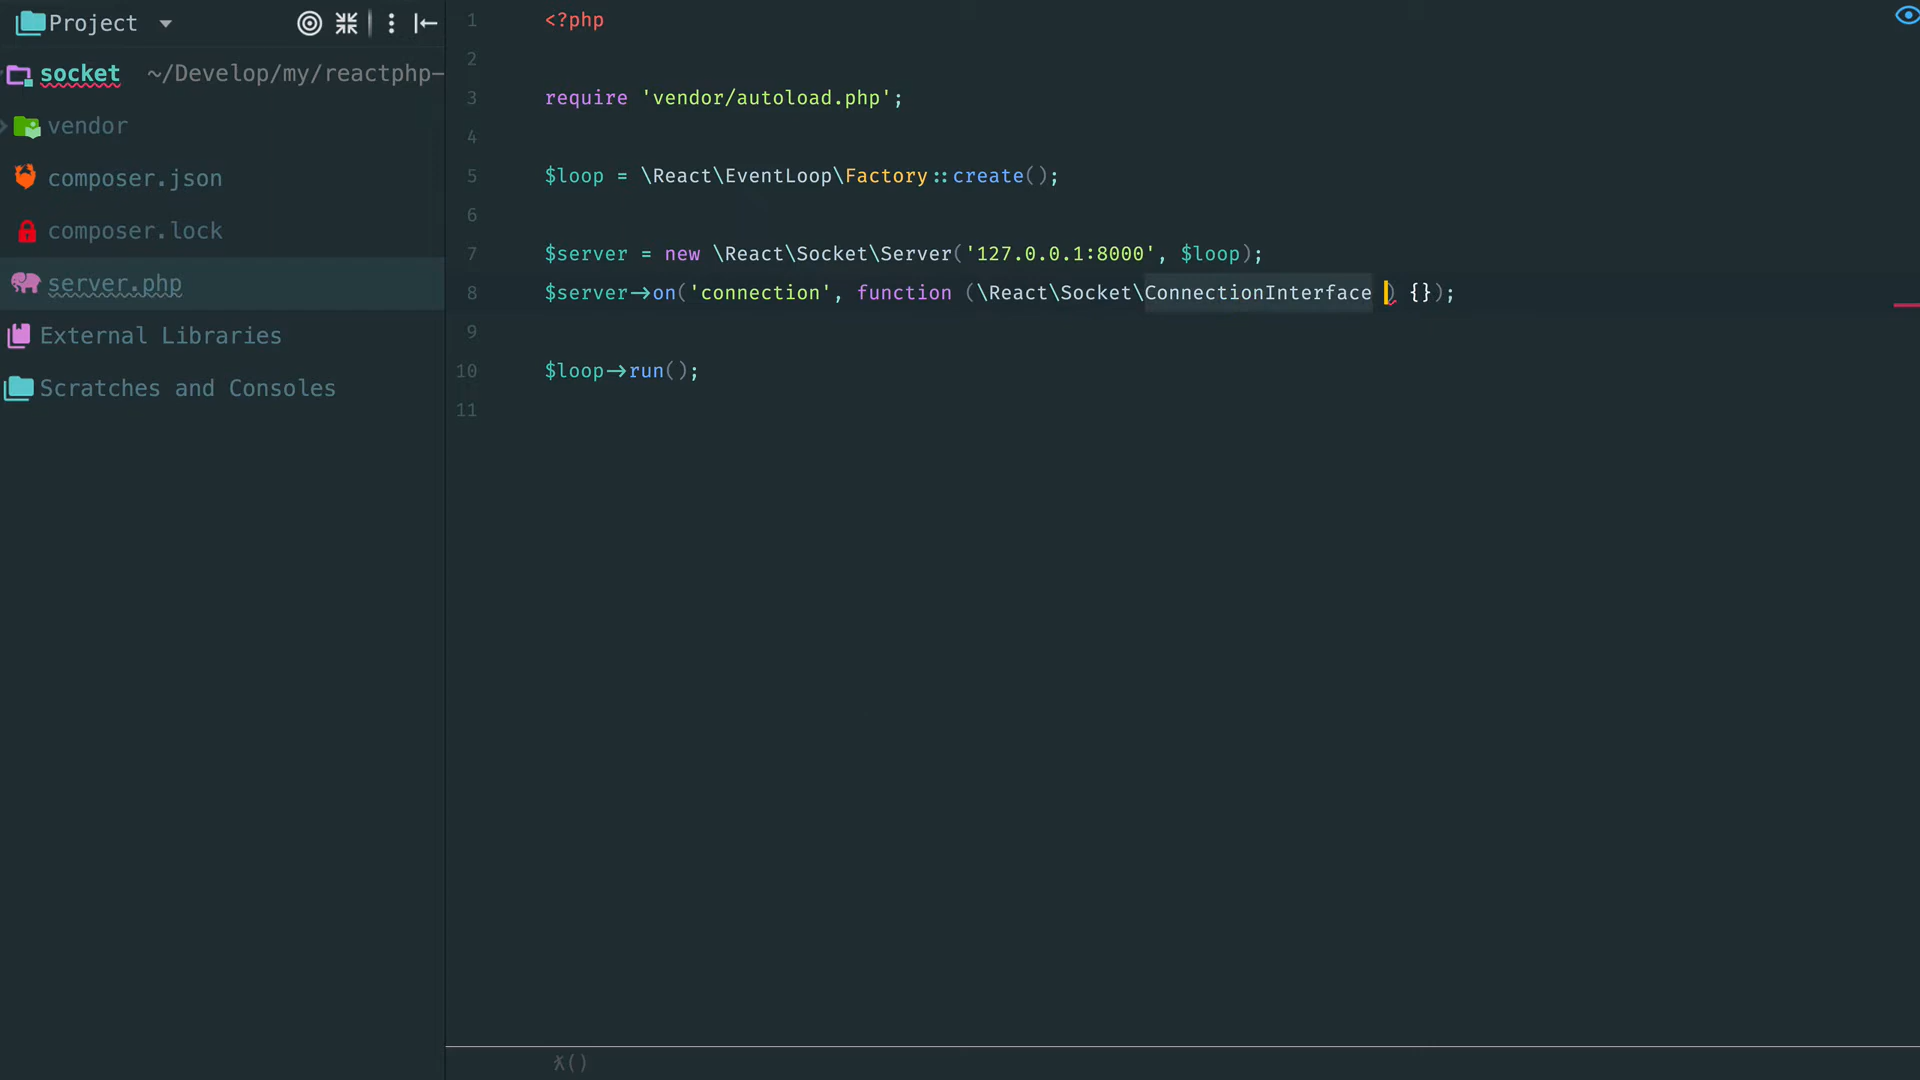 Project
socket ~/Develop/my/reactphp-
vendor
composer.json
composer.lock
server.php
External Libraries
Scratches and Consoles
1 <?php
2
3 require 'vendor/autoload.php';
4
5 $loop = \React\EventLoop\Factory::create();
6
7 $server = new \React\Socket\Server('127.0.0.1:8000', $loop);
8 $server->on('connection', function (\React\Socket\ConnectionInterface ) {});
9
10 $loop->run();
11
λ()